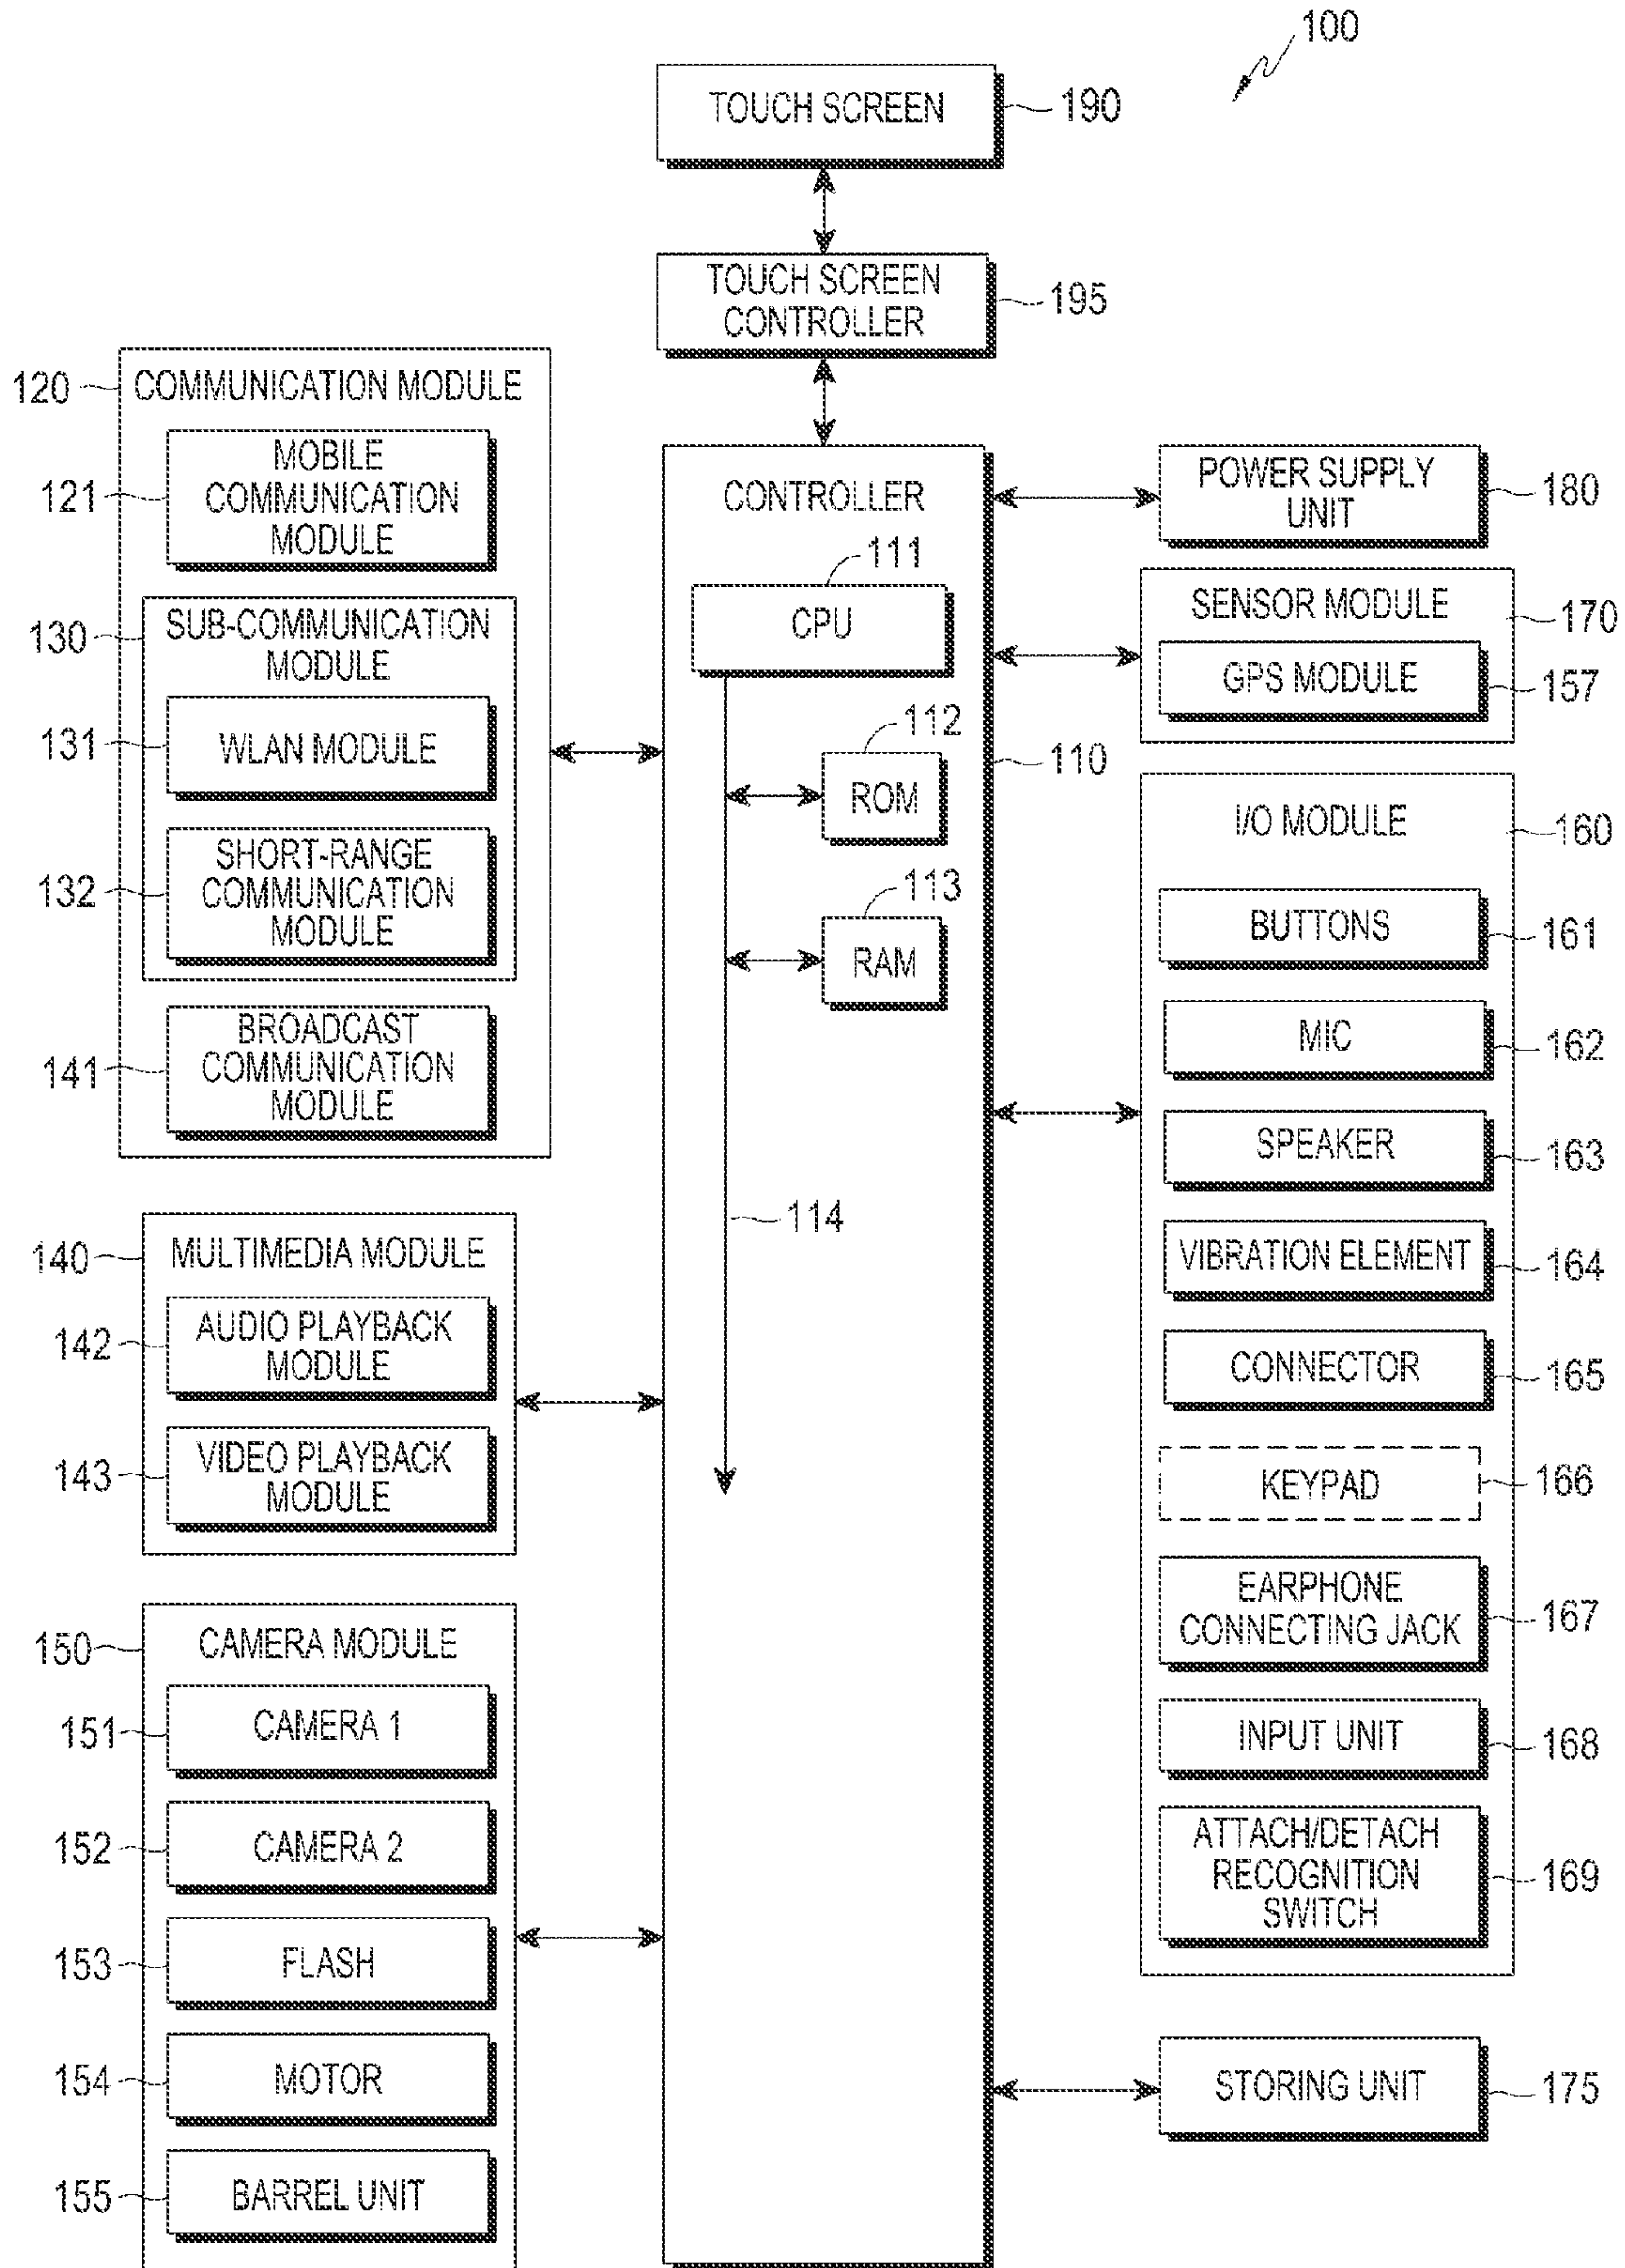 100
TOUCH SCREEN
190
TOUCH SCREEN
CONTROLLER
195
120
COMMUNICATION MODULE
121
MOBILE
COMMUNICATION
MODULE
130
SUB-COMMUNICATION
MODULE
131
WLAN MODULE
132
SHORT-RANGE
COMMUNICATION
MODULE
141
BROADCAST
COMMUNICATION
MODULE
140
MULTIMEDIA MODULE
142
AUDIO PLAYBACK
MODULE
143
VIDEO PLAYBACK
MODULE
150
CAMERA MODULE
151
CAMERA 1
152
CAMERA 2
153
FLASH
154
MOTOR
155
BARREL UNIT
CONTROLLER
111
CPU
112
ROM
110
113
RAM
114
POWER SUPPLY
UNIT
180
SENSOR MODULE
170
GPS MODULE
157
I/O MODULE
160
BUTTONS
161
MIC
162
SPEAKER
163
VIBRATION ELEMENT
164
CONNECTOR
165
KEYPAD
166
EARPHONE
CONNECTING JACK
167
INPUT UNIT
168
ATTACH/DETACH
RECOGNITION
SWITCH
169
STORING UNIT
175